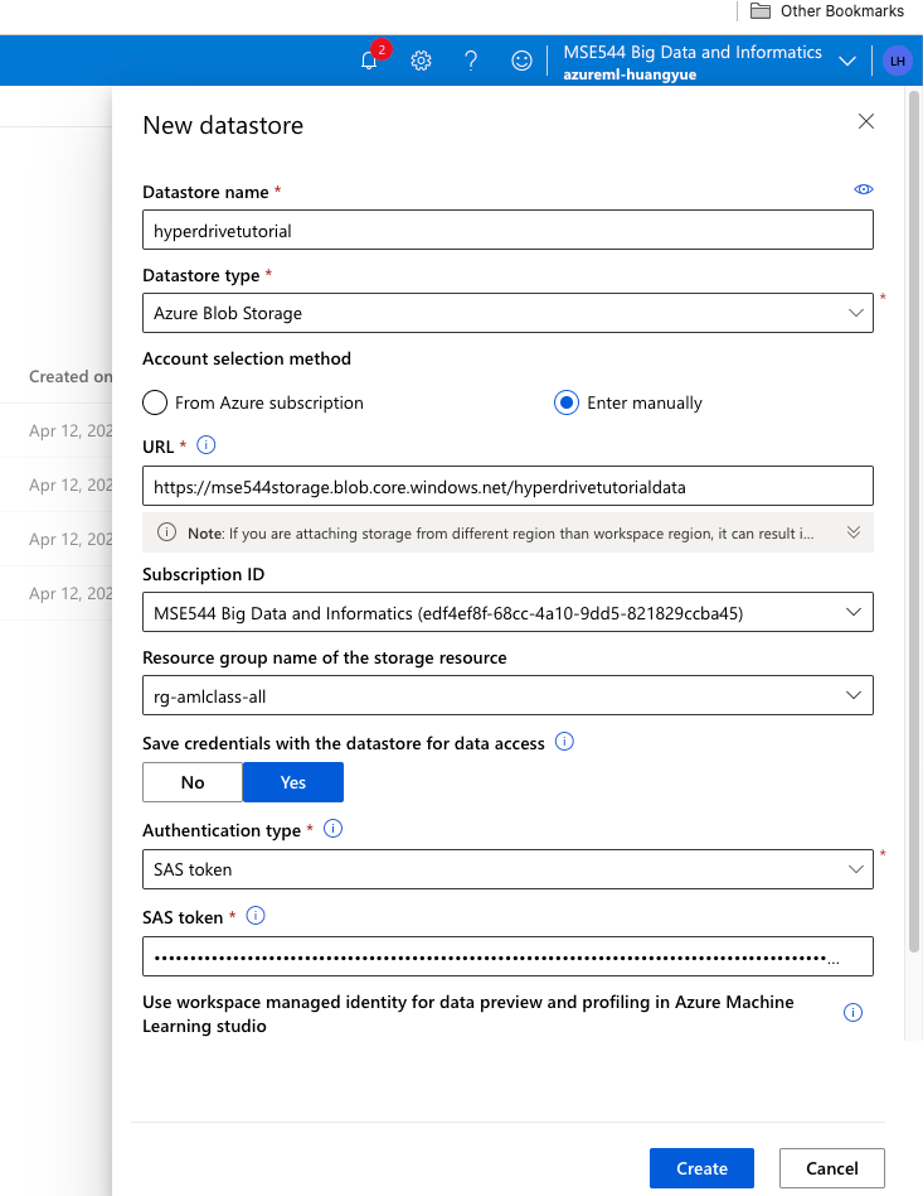 Other Bookmarks
2
MSE544 Big Data and Informatics
azureml-huangyue
LH
New datastore
Datastore name *
hyperdrivetutorial
Datastore type *
Azure Blob Storage
*
Account selection method
From Azure subscription
Enter manually
Created on
URL *
Apr 12, 202
https://mse544storage.blob.core.windows.net/hyperdrivetutorialdata
Apr 12, 202
Note: If you are attaching storage from different region than workspace region, it can result i...
Apr 12, 202
Subscription ID
Apr 12, 202
MSE544 Big Data and Informatics (edf4ef8f-68cc-4a10-9dd5-821829ccba45)
Resource group name of the storage resource
rg-amlclass-all
Save credentials with the datastore for data access
No
Yes
Authentication type *
SAS token
*
SAS token *
Use workspace managed identity for data preview and profiling in Azure Machine
Learning studio
Create
Cancel